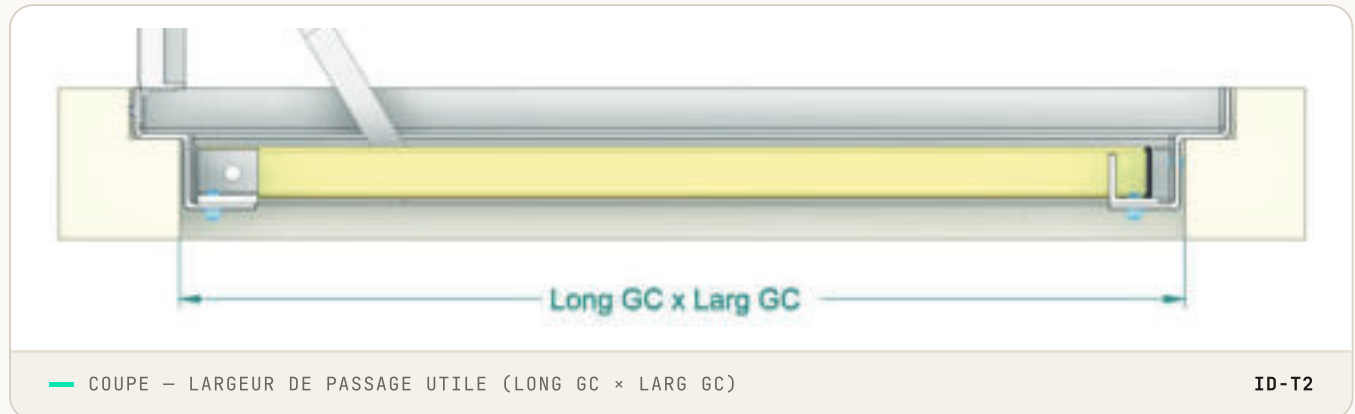 Long GC x Larg GC
COUPE — LARGEUR DE PASSAGE UTILE (LONG GC × LARG GC)
ID-T2